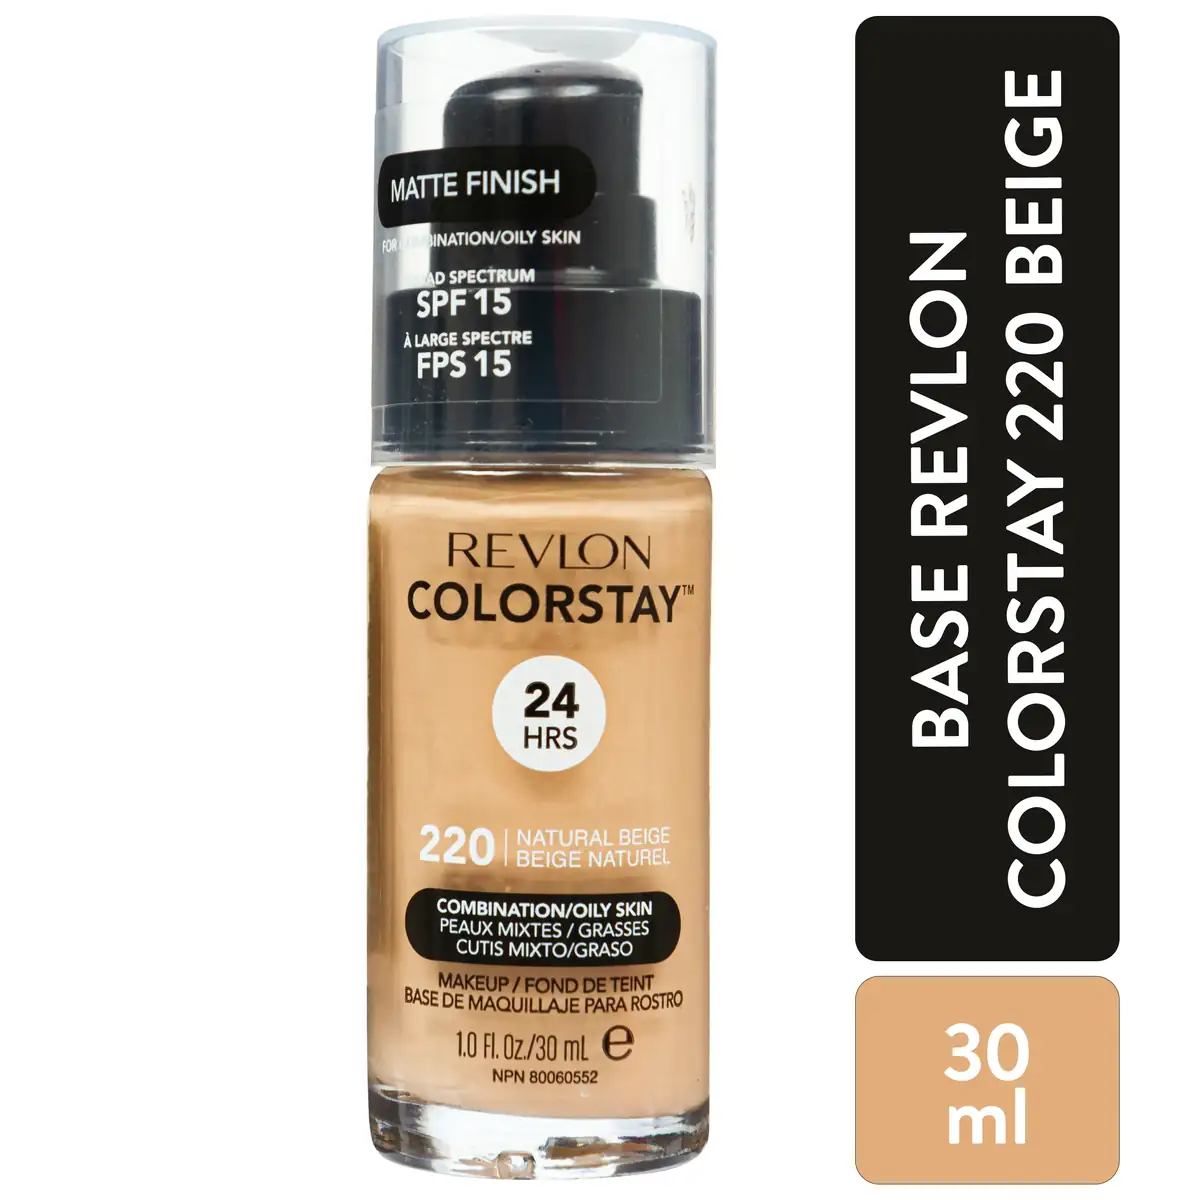 MATTE FINISH
FOR COMBINATION/OILY SKIN
AD SPECTRUM
SPF 15
À LARGE SPECTRE
FPS 15
REVLON
COLORSTAY™
24
HRS
220 | NATURAL BEIGE
BEIGE NATUREL
COMBINATION/OILY SKIN
PEAUX MIXTES / GRASSES
CUTIS MIXTO/GRASO
MAKEUP / FOND DE TEINT
BASE DE MAQUILLAJE PARA ROSTRO
1.0 Fl. Oz./30 mL e
NPN 80060552
BASE REVLON
COLORSTAY 220 BEIGE
30
ml